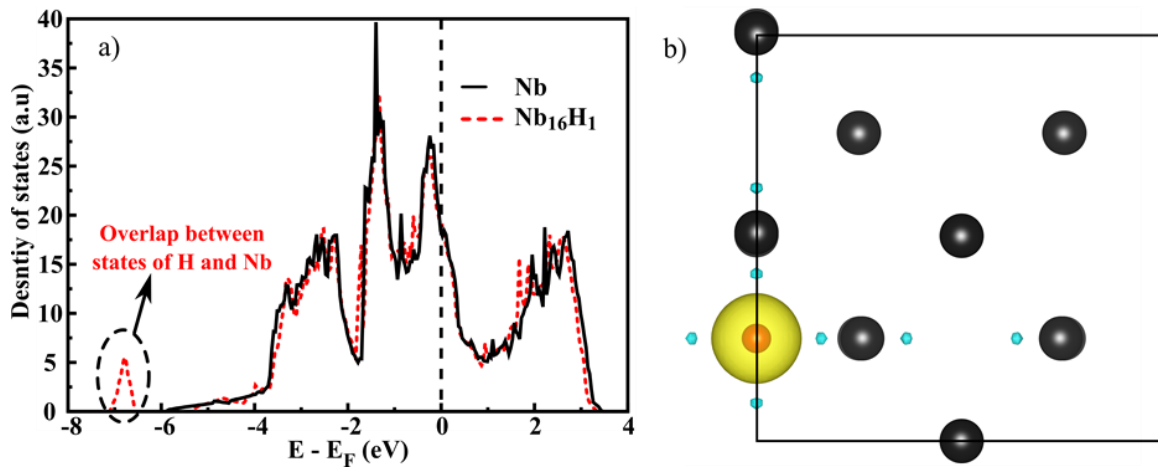 a)
b)
Nb
Nb16H1
Overlap between
states of H and Nb
Desntiy of states (a.u)
40
35
30
25
20
15
10
5
0
-8
-6
-4
-2
0
2
4
E - EF (eV)